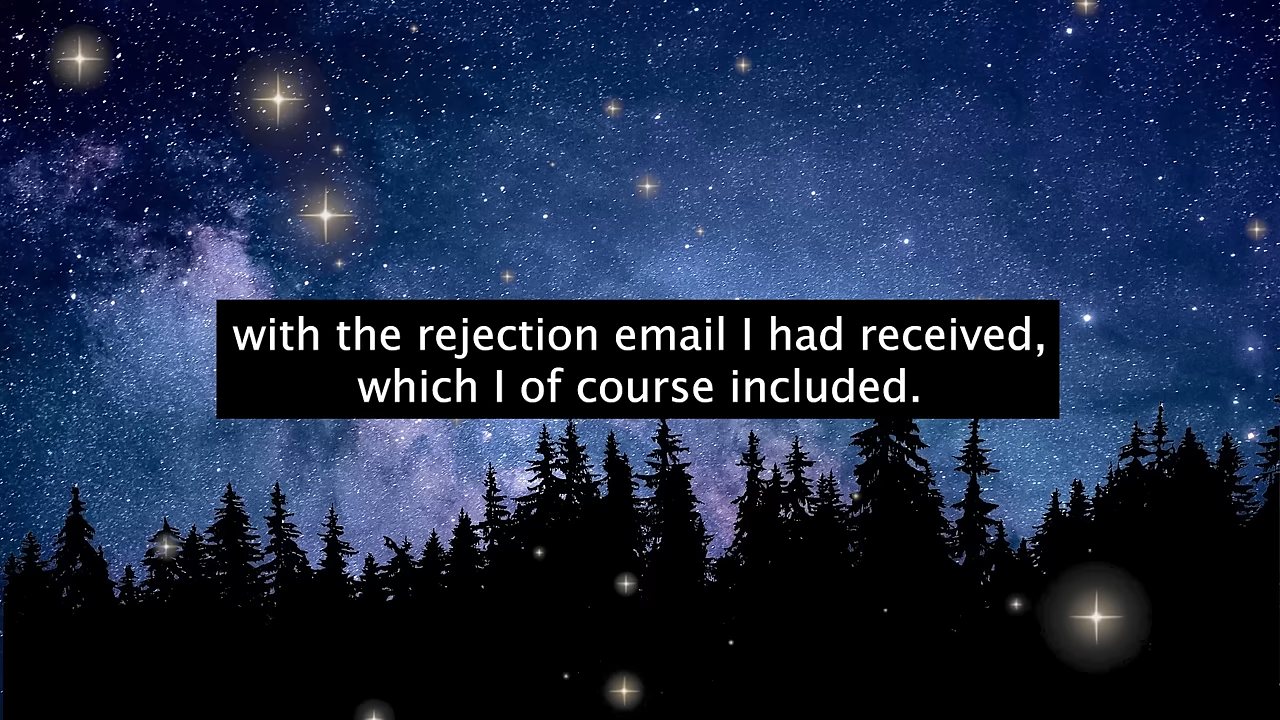 with the rejection email I had received,
which I of course included.